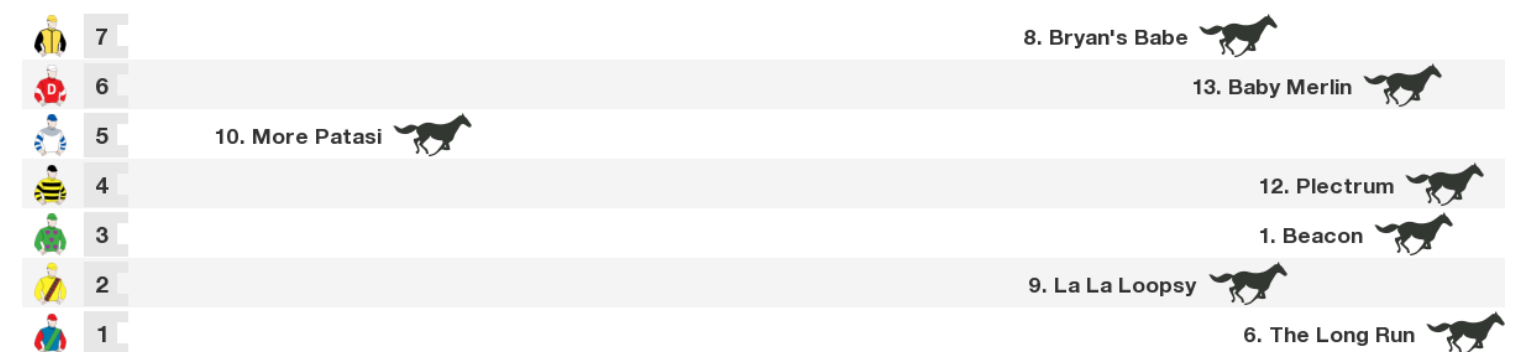 7 8. Bryan's Babe
D 6 13. Baby Merlin
5 10. More Patasi
4 12. Plectrum
3 1. Beacon
2 9. La La Loopsy
1 6. The Long Run